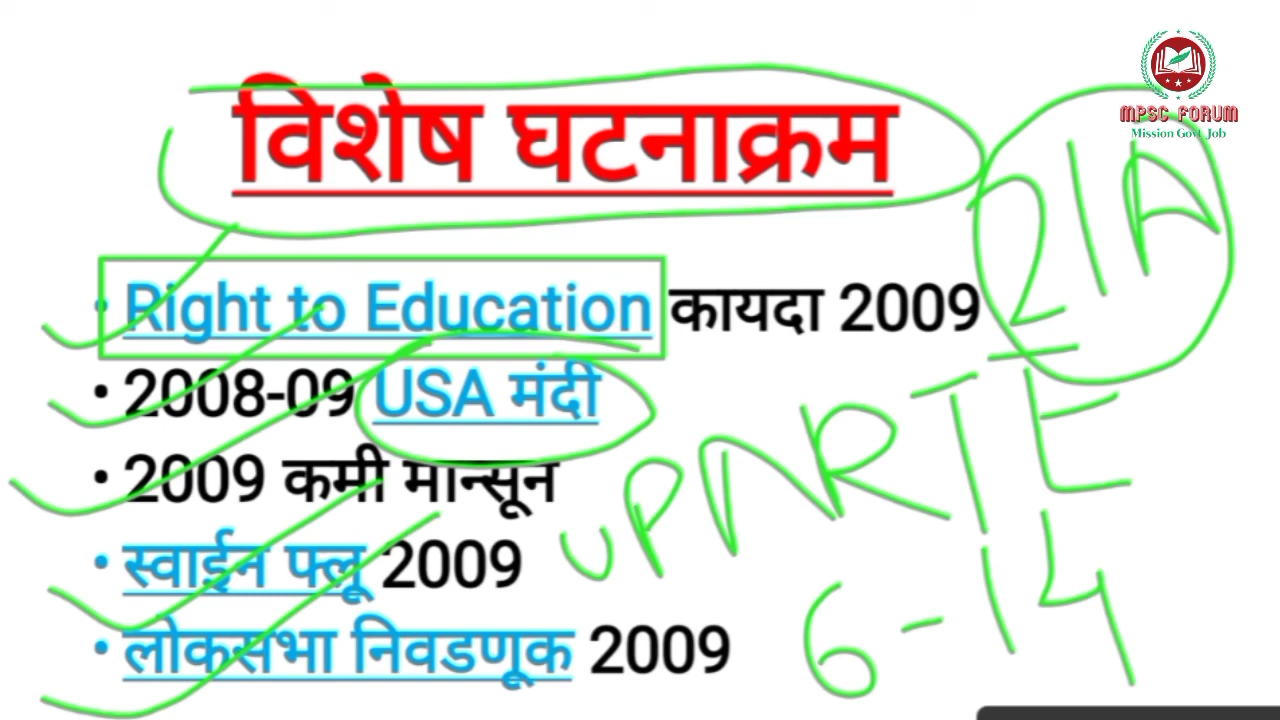 MPSC FORUM
Mission Govt Job
विशेष घटनाक्रम
21A
• Right to Education कायदा 2009
• 2008-09 USA मंदी
• 2009 कमी मान्सून
• स्वाईन फ्लू 2009
• लोकसभा निवडणूक 2009
RTE
6-14